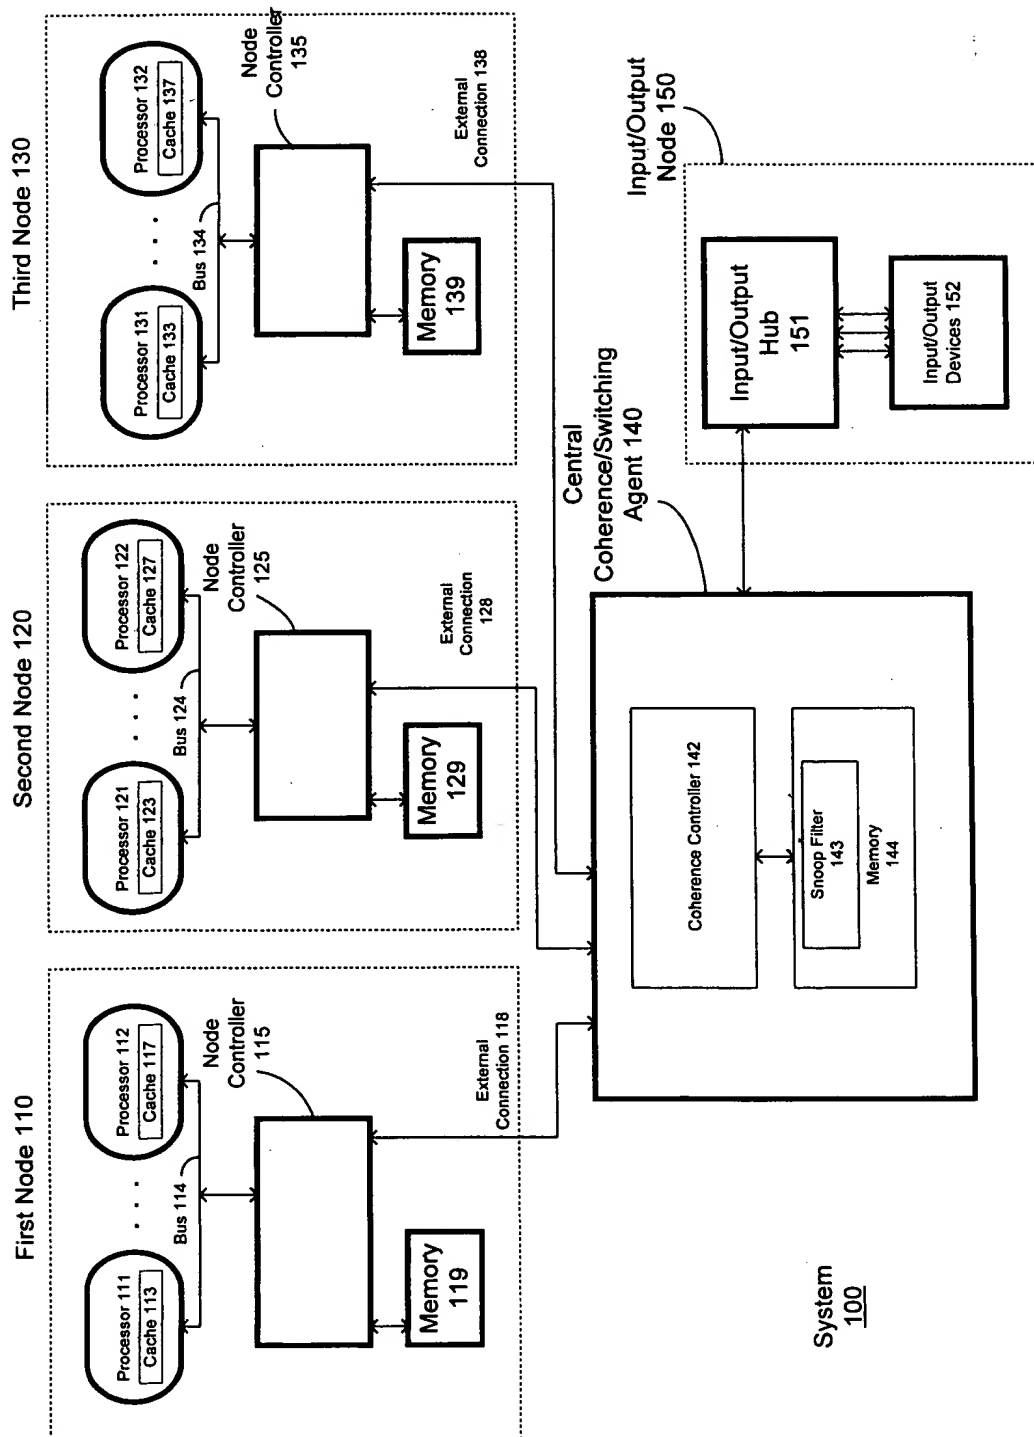 First Node 110
Processor 111
Cache 113
Processor 112
Cache 117
Bus 114
Node
Controller
115
Memory
119
External
Connection 118
Second Node 120
Processor 121
Cache 123
Processor 122
Cache 127
Bus 124
Node
Controller
125
Memory
129
External
Connection
128
Third Node 130
Processor 131
Cache 133
Processor 132
Cache 137
Bus 134
Node
Controller
135
Memory
139
External
Connection 138
Central
Coherence/Switching
Agent 140
Coherence Controller 142
Snoop Filter
143
Memory
144
Input/Output
Node 150
Input/Output
Hub
151
Input/Output
Devices 152
System
100